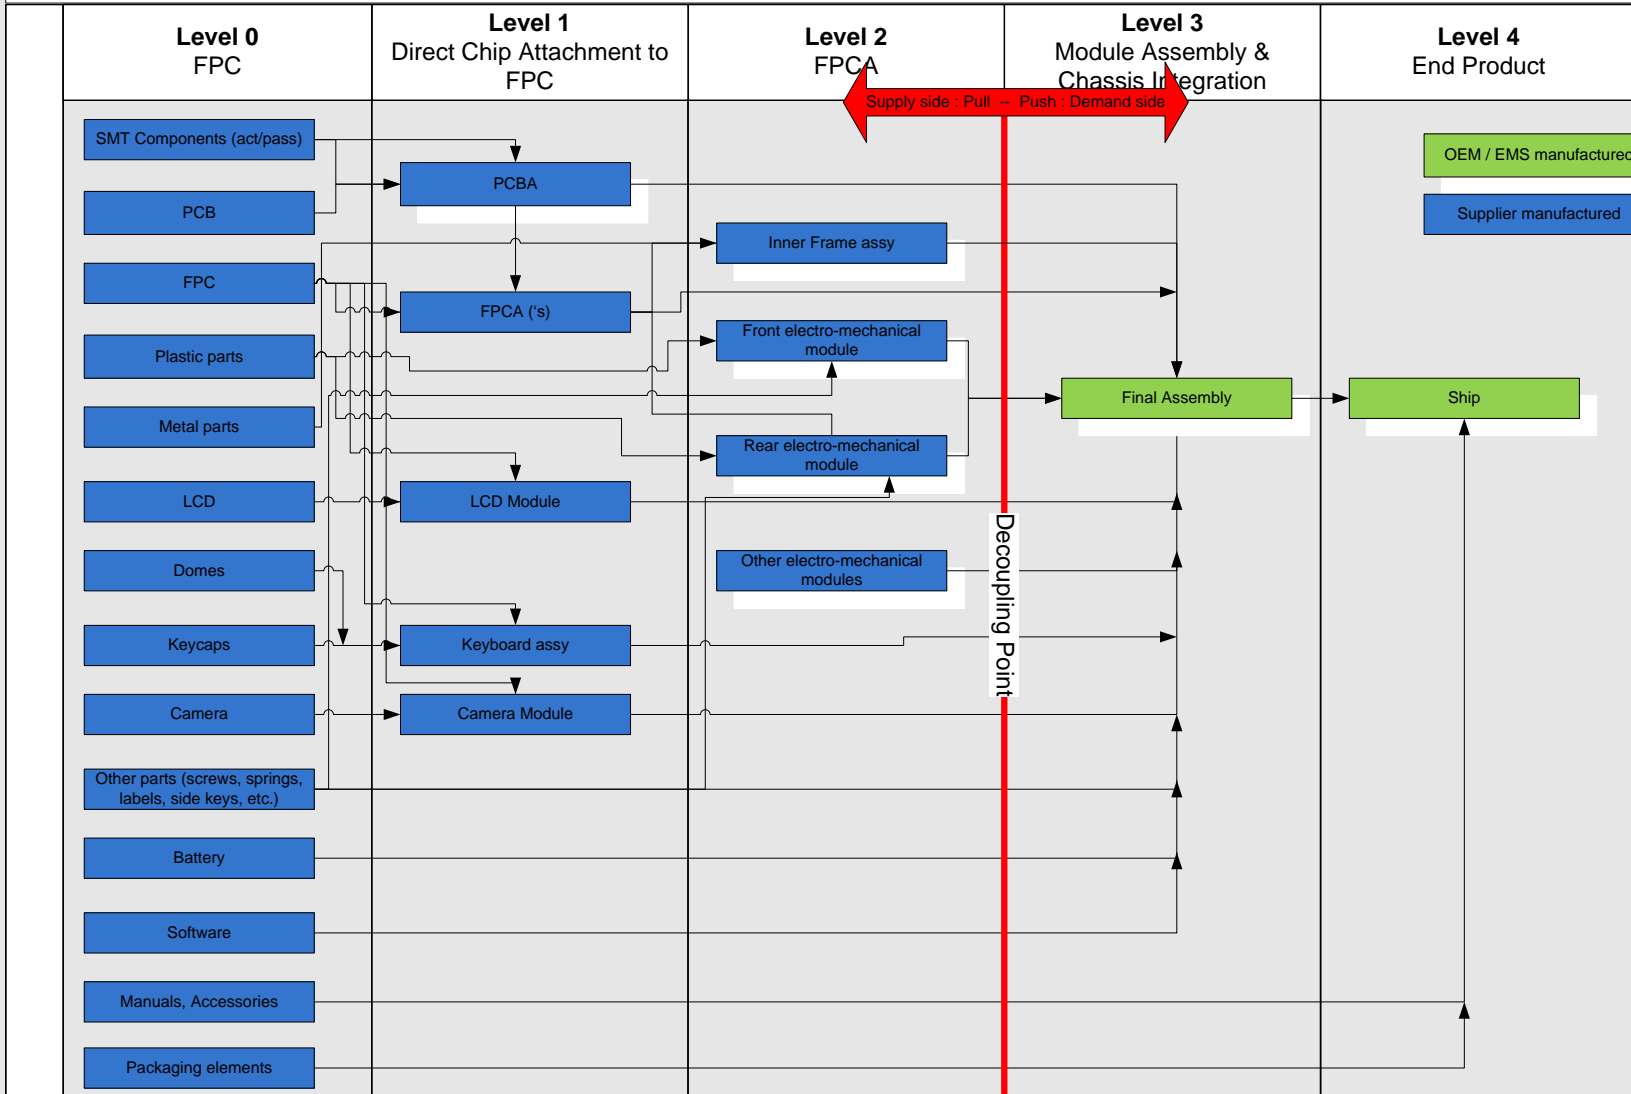 Level 0
FPC
Level 1
Direct Chip Attachment to
FPC
Level 2
FPCA
Level 3
Module Assembly &
Chassis Integration
Level 4
End Product
Supply side : Pull -- Push : Demand side
SMT Components (act/pass)
PCB
FPC
Plastic parts
Metal parts
LCD
Domes
Keycaps
Camera
Other parts (screws, springs,
labels, side keys, etc.)
Battery
Software
Manuals, Accessories
Packaging elements
PCBA
FPCA (‘s)
LCD Module
Keyboard assy
Camera Module
Inner Frame assy
Front electro-mechanical
module
Rear electro-mechanical
module
Other electro-mechanical
modules
Decoupling Point
Final Assembly
Ship
OEM / EMS manufactured
Supplier manufactured